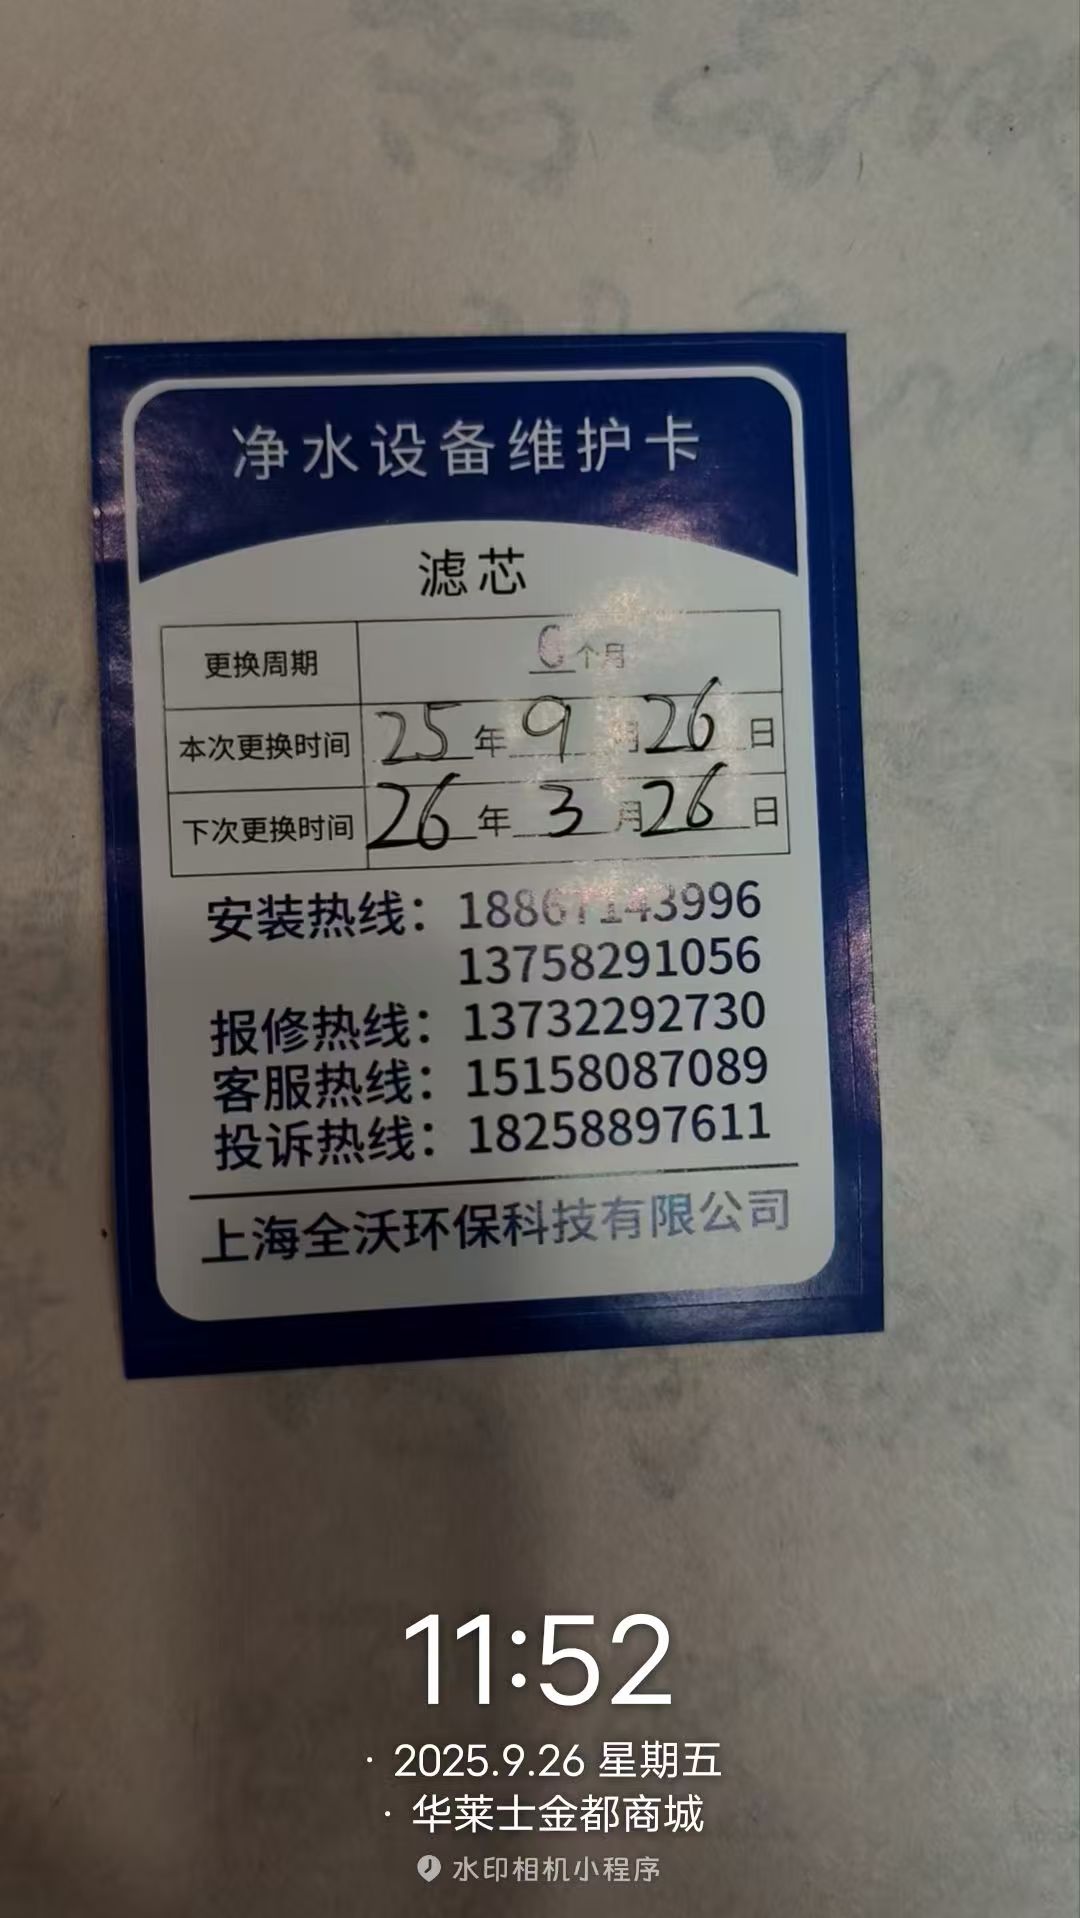 净水设备维护卡
滤芯
更换周期 6个月
本次更换时间 25年9月26日
下次更换时间 26年3月26日
安装热线：18867143996
13758291056
报修热线：13732292730
客服热线：15158087089
投诉热线：18258897611
上海全沃环保科技有限公司
11:52
· 2025.9.26 星期五
· 华莱士金都商城
水印相机小程序